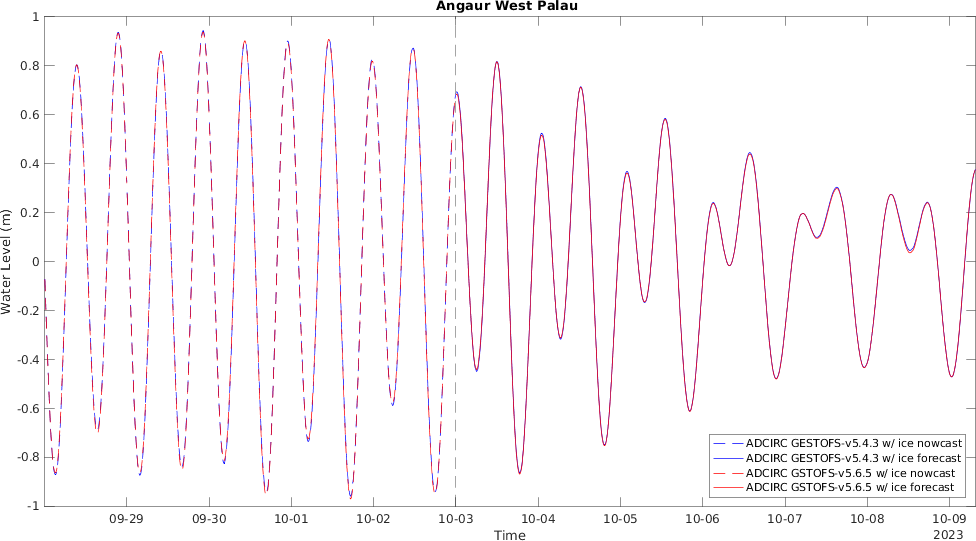 Angaur West Palau
1
0.8
0.6
0.4
0.2
0
-0.2
-0.4
-0.6
-0.8
-1
Water Level (m)
ADCIRC GESTOFS-v5.4.3 w/ ice nowcast
ADCIRC GESTOFS-v5.4.3 w/ ice forecast
ADCIRC GSTOFS-v5.6.5 w/ ice nowcast
ADCIRC GSTOFS-v5.6.5 w/ ice forecast
09-29 09-30 10-01 10-02 10-03 10-04 10-05 10-06 10-07 10-08 10-09
Time 2023